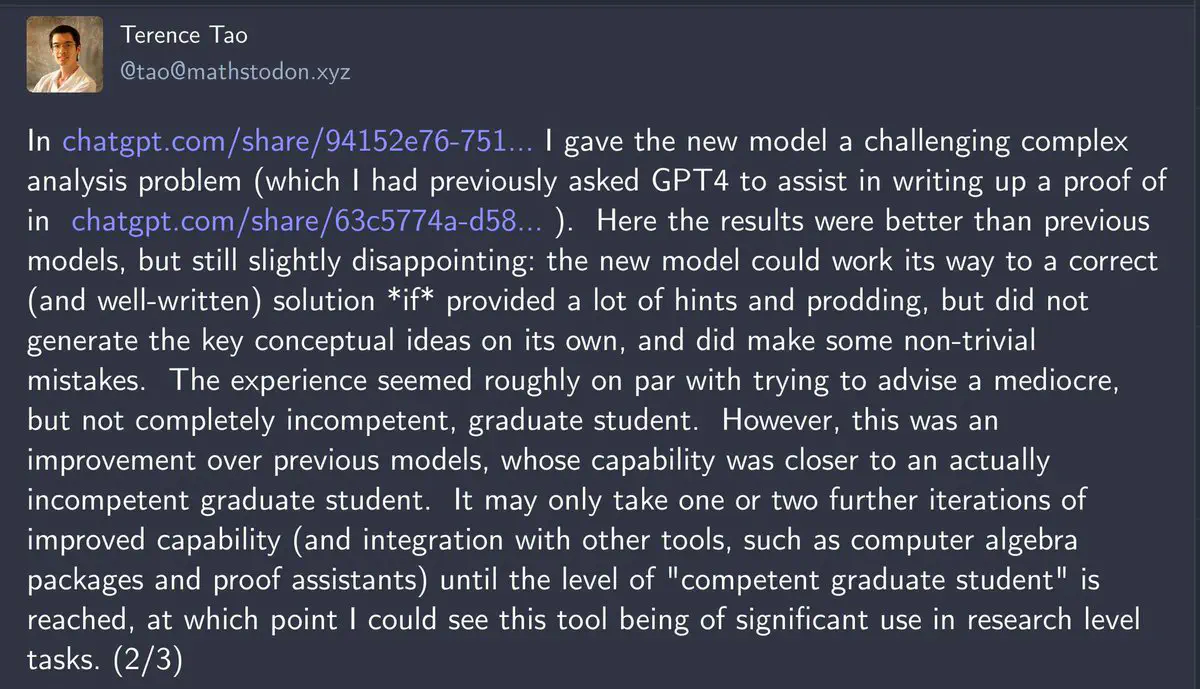 Terence Tao
@tao@mathstodon.xyz
In chatgpt.com/share/94152e76-751... I gave the new model a challenging complex
analysis problem (which I had previously asked GPT4 to assist in writing up a proof of
in chatgpt.com/share/63c5774a-d58... ). Here the results were better than previous
models, but still slightly disappointing: the new model could work its way to a correct
(and well-written) solution *if* provided a lot of hints and prodding, but did not
generate the key conceptual ideas on its own, and did make some non-trivial
mistakes. The experience seemed roughly on par with trying to advise a mediocre,
but not completely incompetent, graduate student. However, this was an
improvement over previous models, whose capability was closer to an actually
incompetent graduate student. It may only take one or two further iterations of
improved capability (and integration with other tools, such as computer algebra
packages and proof assistants) until the level of "competent graduate student" is
reached, at which point I could see this tool being of significant use in research level
tasks. (2/3)